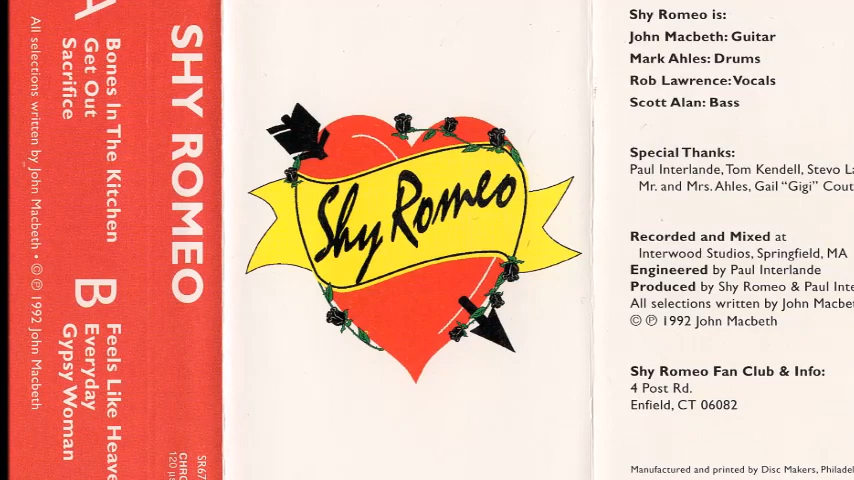 A
Bones In The Kitchen
Get Out
Sacrifice
B
Feels Like Heave
Everyday
Gypsy Woman
All selections written by John Macbeth • © ℗ 1992 John Macbeth
SHY ROMEO
SR67
CHRO
120 µs
Shy Romeo
Shy Romeo is:
John Macbeth: Guitar
Mark Ahles: Drums
Rob Lawrence: Vocals
Scott Alan: Bass
Special Thanks:
Paul Interlande, Tom Kendell, Stevo La
Mr. and Mrs. Ahles, Gail "Gigi" Cout
Recorded and Mixed at
Interwood Studios, Springfield, MA
Engineered by Paul Interlande
Produced by Shy Romeo & Paul Inte
All selections written by John Macbet
© ℗ 1992 John Macbeth
Shy Romeo Fan Club & Info:
4 Post Rd.
Enfield, CT 06082
Manufactured and printed by Disc Makers, Philadel